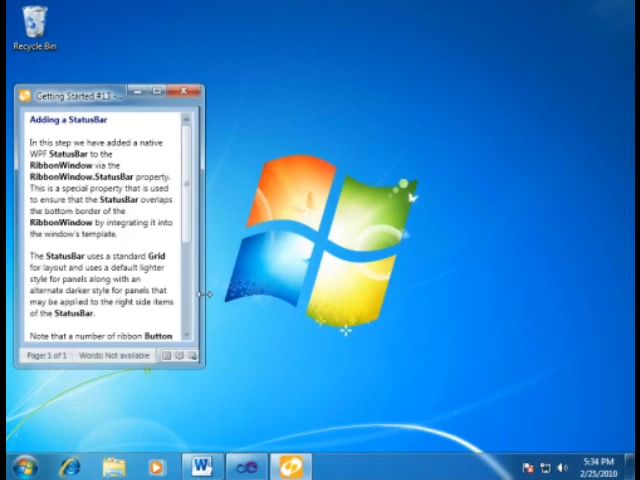 Recycle Bin
Getting Started #13 -...
Adding a StatusBar
In this step we have added a native
WPF StatusBar to the
RibbonWindow via the
RibbonWindow.StatusBar property.
This is a special property that is used
to ensure that the StatusBar overlaps
the bottom border of the
RibbonWindow by integrating it into
the window's template.
The StatusBar uses a standard Grid
for layout and uses a default lighter
style for panels along with an
alternate darker style for panels that
may be applied to the right side items
of the StatusBar.
Note that a number of ribbon Button
Page: 1 of 1 Words: Not available
W
5:34 PM
2/25/2010